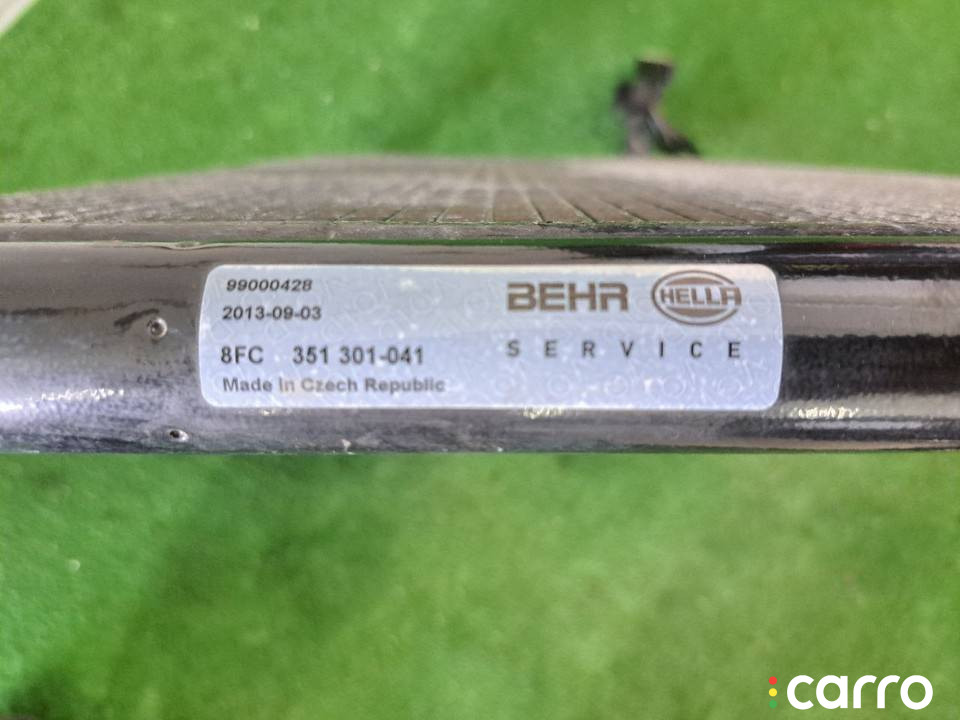 99000428
2013-09-03
8FC 351 301-041
Made in Czech Republic
BEHR HELLA
SERVICE
carro